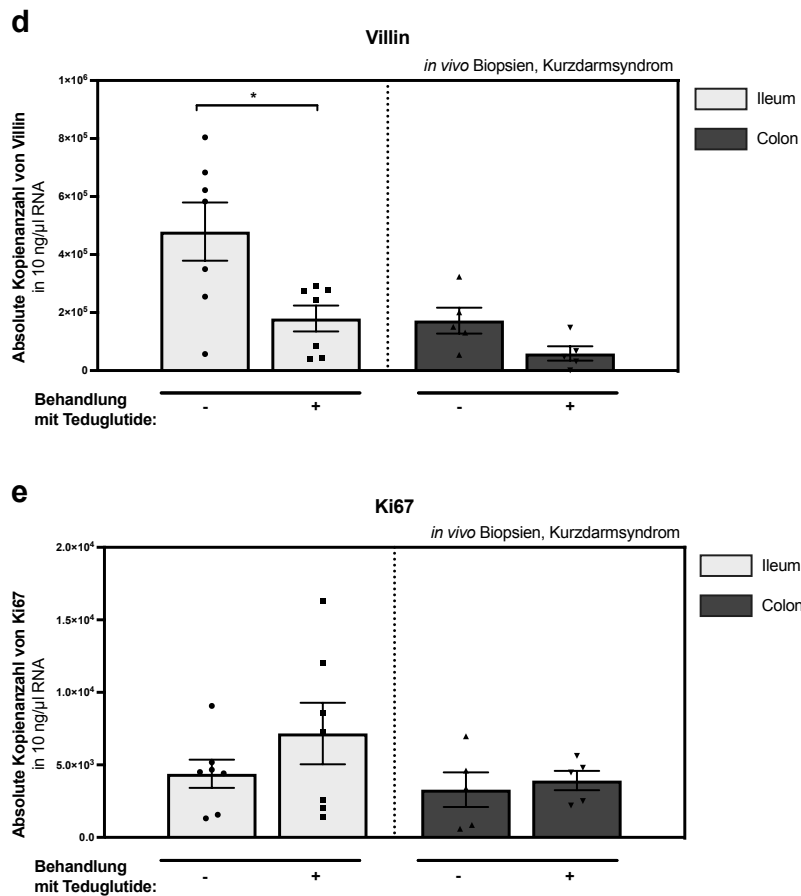 d
Villin
in vivo Biopsien, Kurzdarmsyndrom
Absolute Kopienanzahl von Villin
in 10 ng/µl RNA
1×10⁶
8×10⁵
6×10⁵
4×10⁵
2×10⁵
0
*
Ileum
Colon
Behandlung
mit Teduglutide:
- + - +
e
Ki67
in vivo Biopsien, Kurzdarmsyndrom
Absolute Kopienanzahl von Ki67
in 10 ng/µl RNA
2.0×10⁴
1.5×10⁴
1.0×10⁴
5.0×10³
0.0
Ileum
Colon
Behandlung
mit Teduglutide:
- + - +